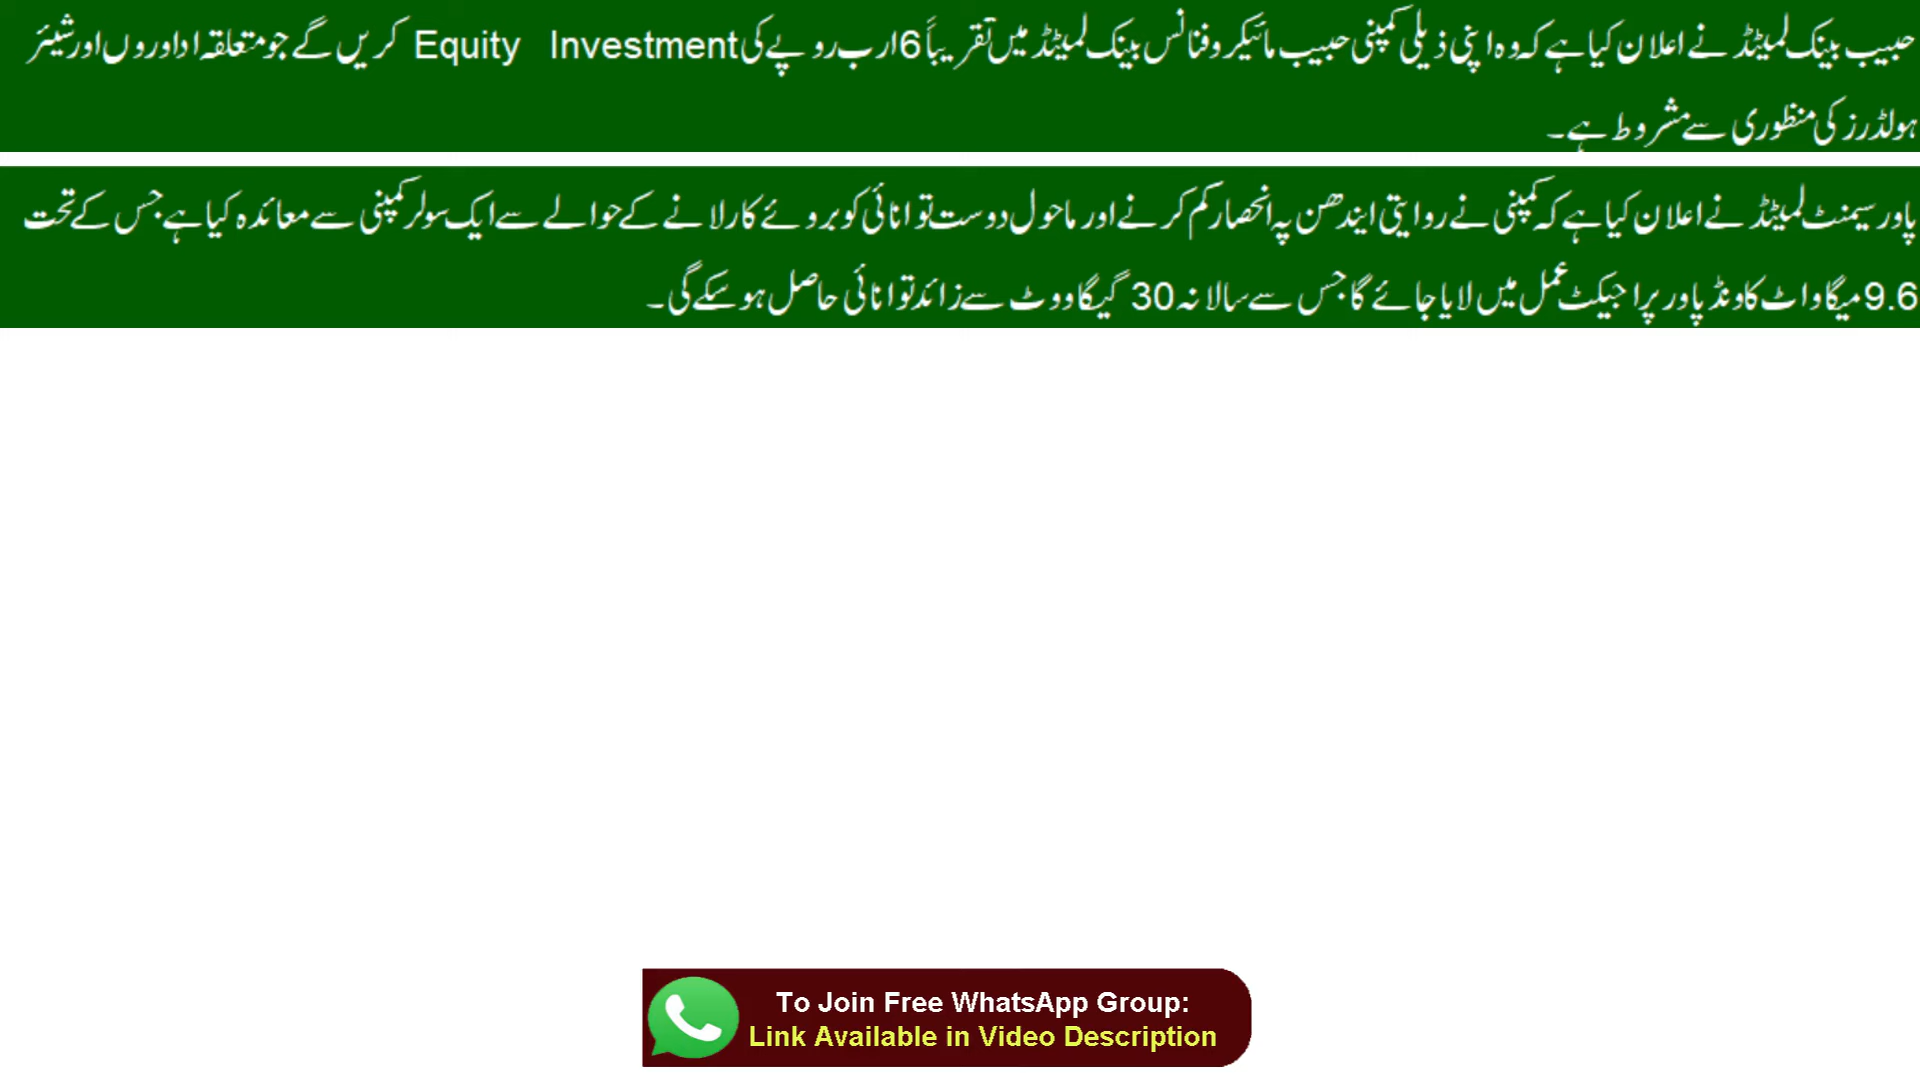 حبیب بینک لمیٹڈ نے اعلان کیا ہے کہ وہ اپنی ذیلی کمپنی حبیب مائیکروفنانس بینک لمیٹڈ میں تقریباً 6 ارب روپے کی Equity Investment کریں گے جو متعلقہ اداوروں اور شیئر
ہولڈرز کی منظوری سے مشروط ہے۔
پاور سیمنٹ لمیٹڈ نے اعلان کیا ہے کہ کمپنی نے روایتی ایندھن پہ انحصار کم کرنے اور ماحول دوست توانائی کو بروئے کار لانے کے حوالے سے ایک سولر کمپنی سے معائدہ کیا ہے جس کے تحت
9.6 میگاواٹ کا ونڈ پاور پراجیکٹ عمل میں لایا جائے گا جس سے سالانہ 30 گیگا ووٹ سے زائد توانائی حاصل ہو سکے گی۔
To Join Free WhatsApp Group:
Link Available in Video Description